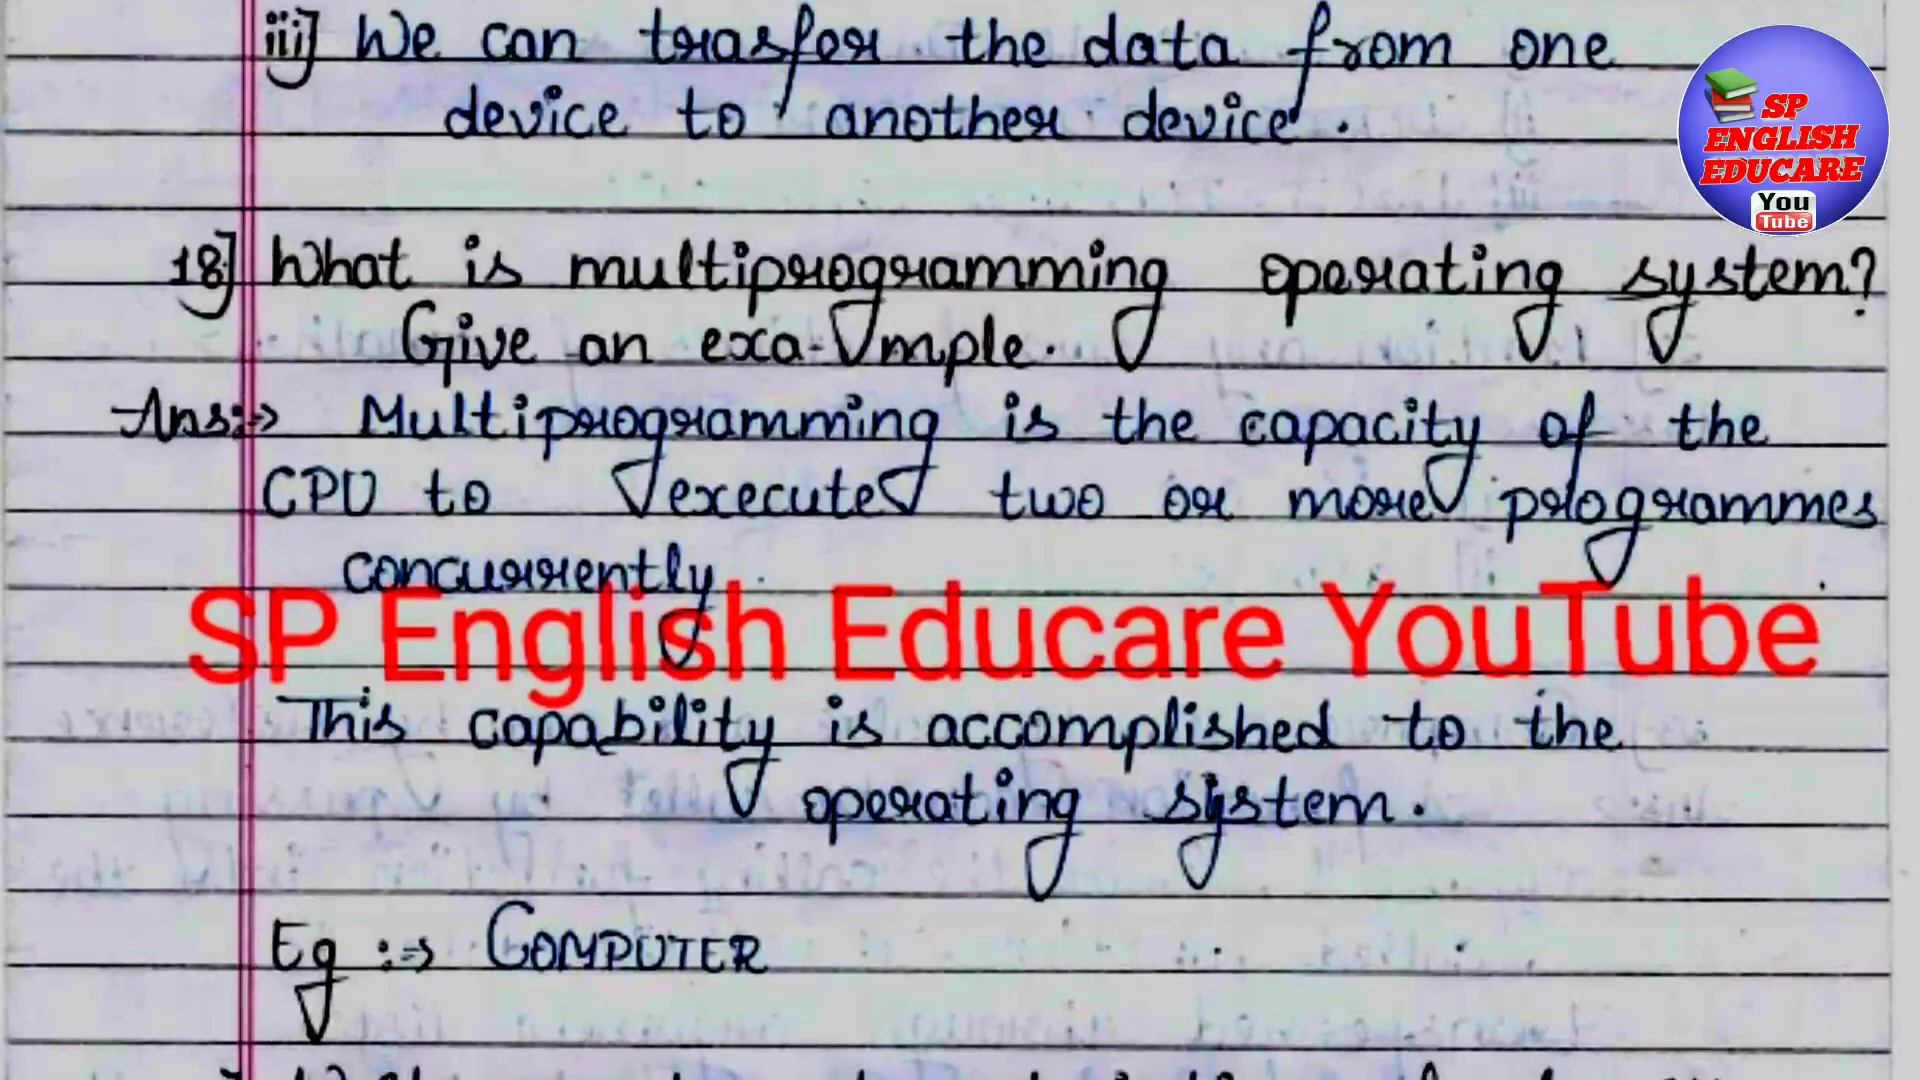 iii] We can trasfer the data from one
device to another device.
SP
ENGLISH
EDUCARE
You
Tube
18] What is multiprogramming operating system?
Give an exa-mple.
Ans:-> Multiprogramming is the capacity of the
CPU to execute two or more programmes
concurrently.
SP English Educare YouTube
This capability is accomplished to the
operating system.
Eg :-> COMPUTER